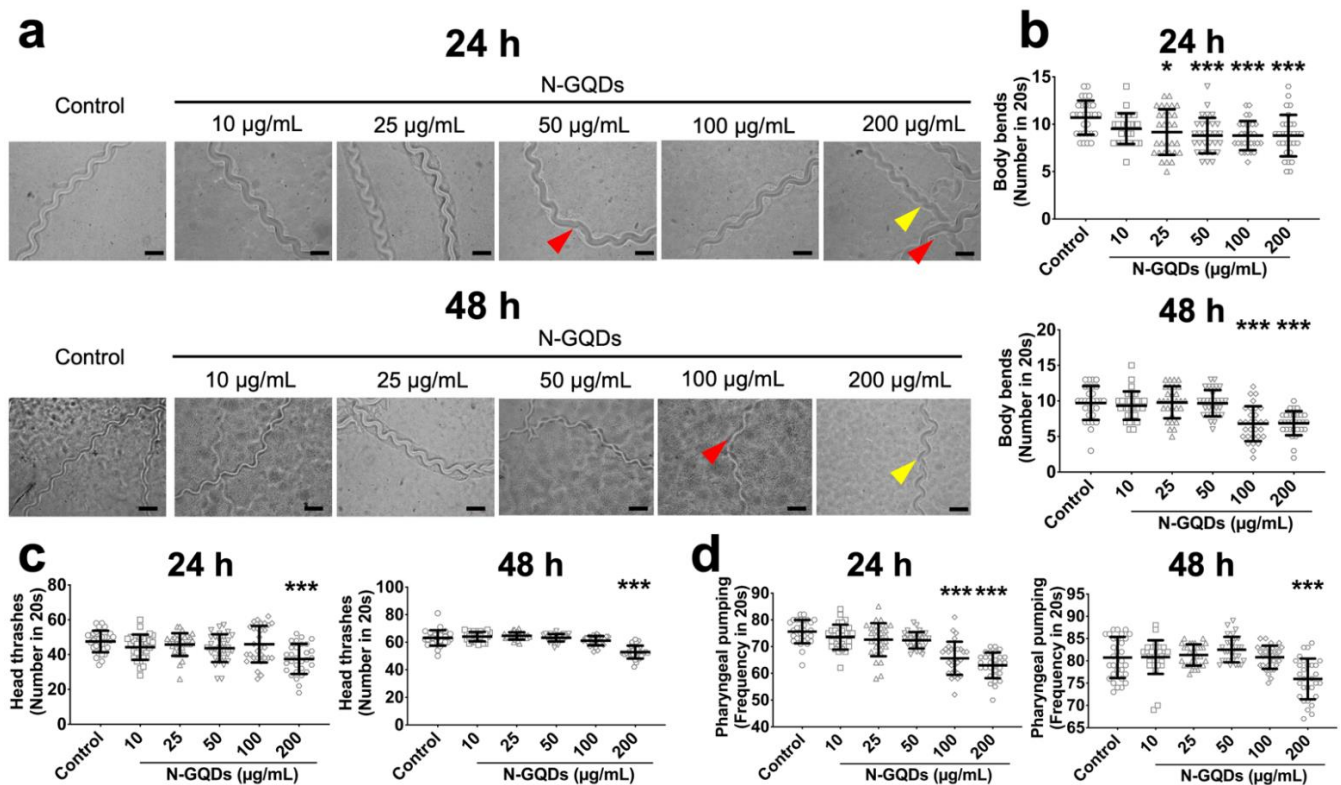 a
24 h
Control
N-GQDs
10 µg/mL
25 µg/mL
50 µg/mL
100 µg/mL
200 µg/mL
48 h
Control
N-GQDs
10 µg/mL
25 µg/mL
50 µg/mL
100 µg/mL
200 µg/mL
b
24 h
* *** *** ***
Body bends
(Number in 20s)
15
10
5
0
Control
10
25
50
100
200
N-GQDs (µg/mL)
48 h
*** ***
Body bends
(Number in 20s)
20
15
10
5
0
Control
10
25
50
100
200
N-GQDs (µg/mL)
c
24 h
***
Head thrashes
(Number in 20s)
80
60
40
20
0
Control
10
25
50
100
200
N-GQDs (µg/mL)
48 h
***
Head thrashes
(Number in 20s)
100
80
60
40
20
0
Control
10
25
50
100
200
N-GQDs (µg/mL)
d
24 h
*** ***
Pharyngeal pumping
(Frequency in 20s)
90
80
70
60
50
40
Control
10
25
50
100
200
N-GQDs (µg/mL)
48 h
***
Pharyngeal pumping
(Frequency in 20s)
95
90
85
80
75
70
65
Control
10
25
50
100
200
N-GQDs (µg/mL)